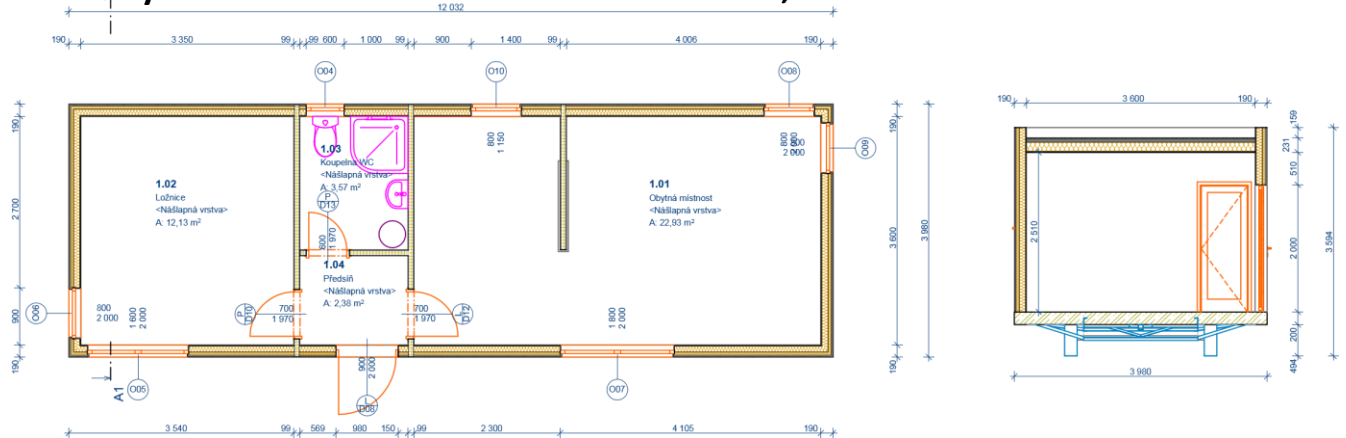 12 032
190 3 350 99 99 600 1 000 99 900 1 400 99 4 006 190
O04 O10 O08
190 3 600 190
190
2 700
900
190
1.03
Koupelna WC
<Nášlapná vrstva>
A: 3,57 m²
P
D13
800
1 970
1.02
Ložnice
<Nášlapná vrstva>
A: 12,13 m²
1.01
Obytná místnost
<Nášlapná vrstva>
A: 22,93 m²
1.04
Předsíň
<Nášlapná vrstva>
A: 2,38 m²
800
1 150
800
2 000
O09
190
3 600
190
3 980
O06
800
2 000
1 600
2 000
P
D10
700
1 970
700
1 970
L
D12
1 800
2 000
900
2 000
L
D08
A1
O05
O07
3 540 99 569 980 150 99 2 300 4 105 190
2 510
159
231
510
2 000
200
494
3 594
3 980